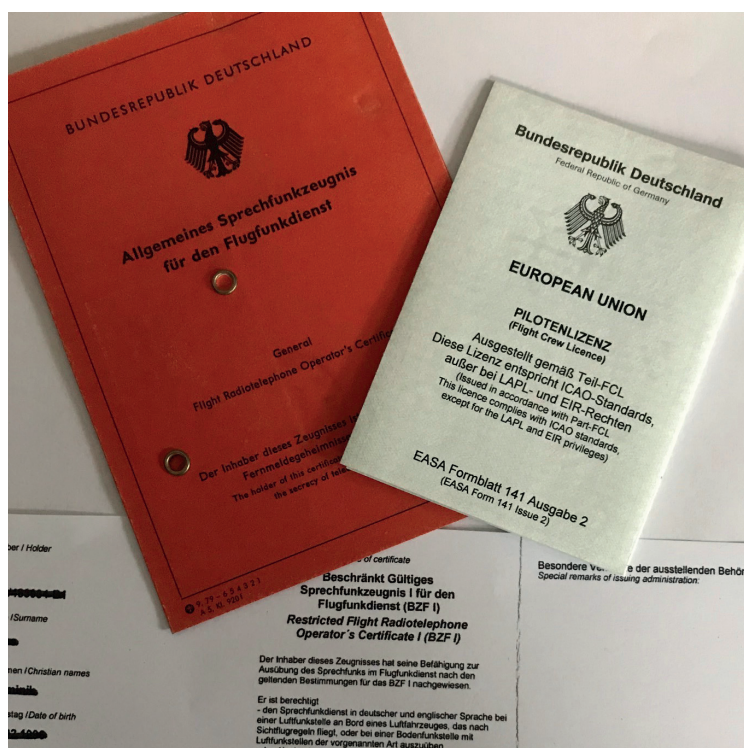 BUNDESREPUBLIK DEUTSCHLAND
Allgemeines Sprechfunkzeugnis
für den Flugfunkdienst
General
Flight Radiotelephone Operator's
Der Inhaber dieses Zeugnisses
The holder of this
the secrecy of
Bundesrepublik Deutschland
Federal Republic of Germany
EUROPEAN UNION
PILOTENLIZENZ
(Flight Crew Licence)
Ausgestellt gemäß Teil-FCL
Diese Lizenz entspricht ICAO-Standards,
außer bei LAPL- und EIR-Rechten
(Issued in accordance with Part-FCL
This licence complies with ICAO standards,
except for the LAPL and EIR privileges)
EASA Formblatt 141 Ausgabe 2
(EASA Form 141 Issue 2)
/ Holder
/Surname
/Christian names
/Date of birth
of certificate
Beschränkt Gültiges
Sprechfunkzeugnis I für den
Flugfunkdienst (BZF I)
Restricted Flight Radiotelephone
Operator´s Certificate I (BZF I)
Der Inhaber dieses Zeugnisses hat seine Befähigung zur
Ausübung des Sprechfunks im Flugfunkdienst nach den
geltenden Bestimmungen für das BZF I nachgewiesen.
Er ist berechtigt
- den Sprechfunkdienst in deutscher und englischer Sprache bei
einer Luftfunkstelle an Bord eines Luftfahrzeuges, das nach
Sichtflugregeln fliegt, oder bei einer Bodenfunkstelle mit
Luftfunkstellen der vorgenannten Art auszuüben
Besondere der ausstellenden
Special remarks of issuing administration: